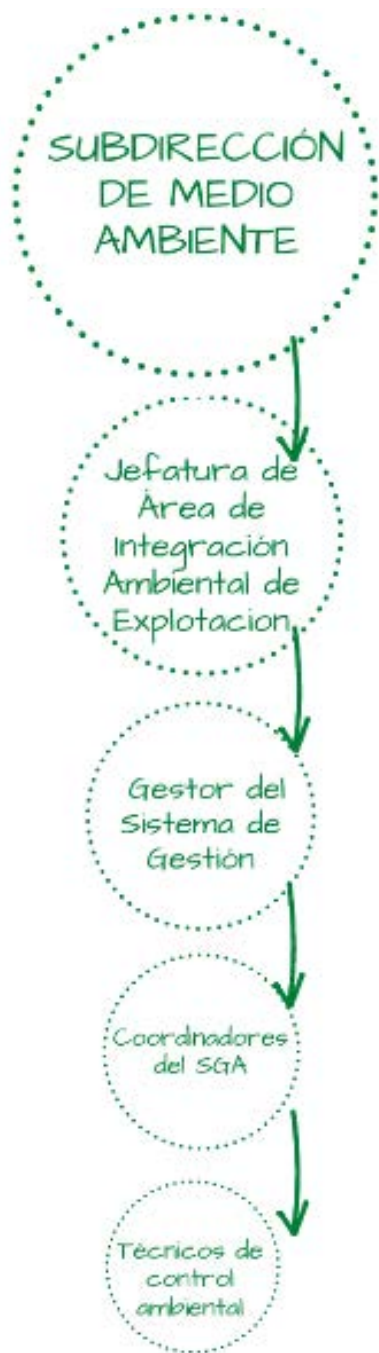 SUBDIRECCIÓN
DE MEDIO
AMBIENTE
Jefatura de
Área de
Integración
Ambiental de
Explotacion
Gestor del
Sistema de
Gestión
Coordinadores
del SGA
Técnicos de
control
ambiental